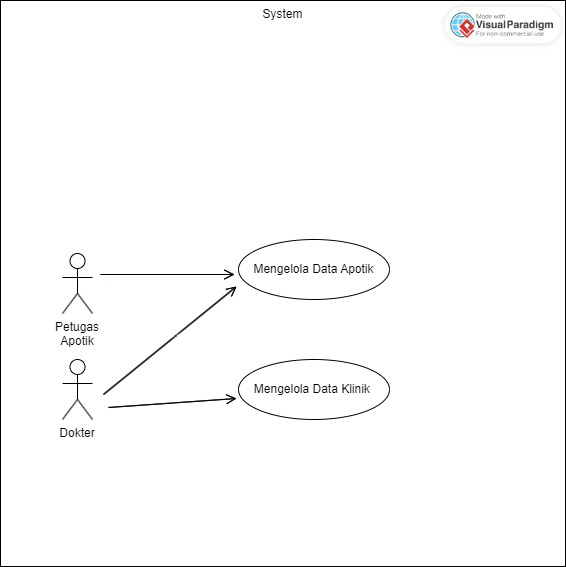 System
Made with
Visual Paradigm
For non-commercial use
Mengelola Data Apotik
Petugas
Apotik
Mengelola Data Klinik
Dokter